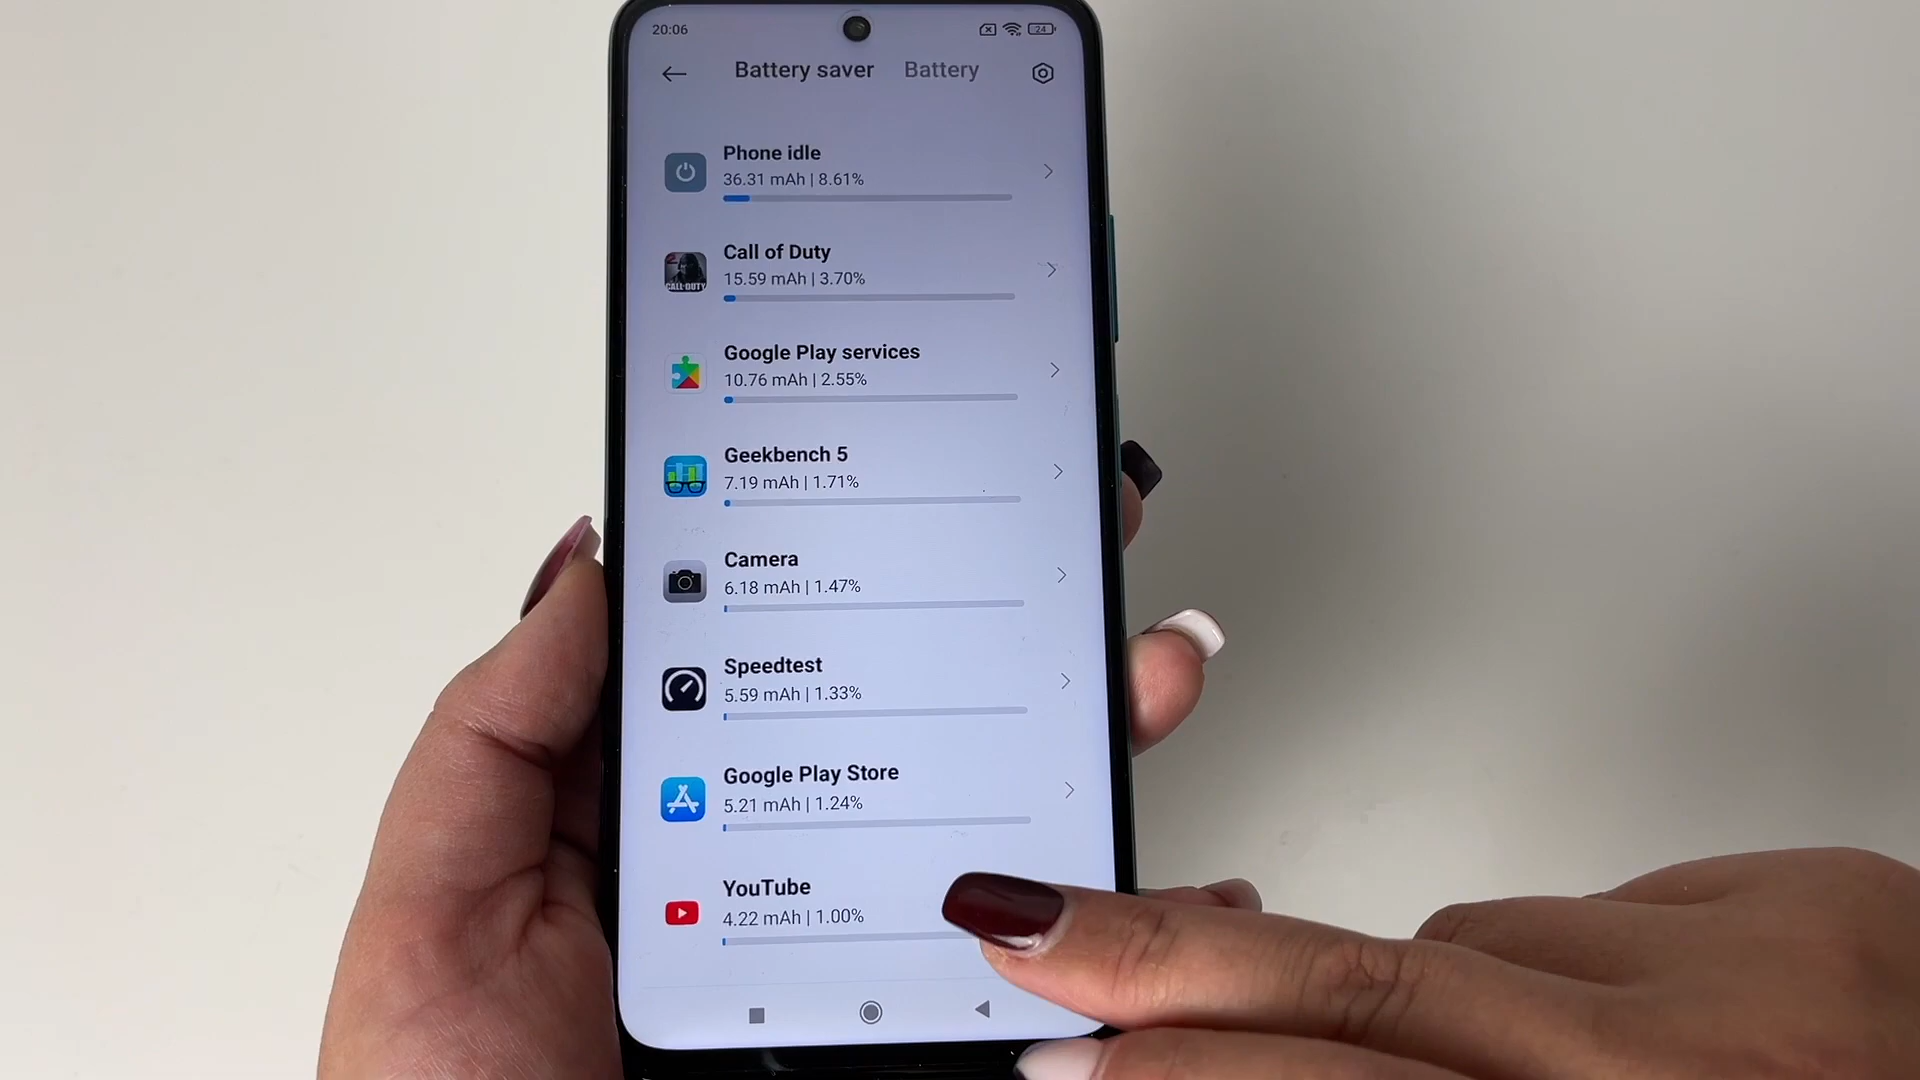 20:06
24
Battery saver Battery
Phone idle
36.31 mAh | 8.61%
Call of Duty
15.59 mAh | 3.70%
CALL DUTY
Google Play services
10.76 mAh | 2.55%
Geekbench 5
7.19 mAh | 1.71%
Camera
6.18 mAh | 1.47%
Speedtest
5.59 mAh | 1.33%
Google Play Store
5.21 mAh | 1.24%
YouTube
4.22 mAh | 1.00%